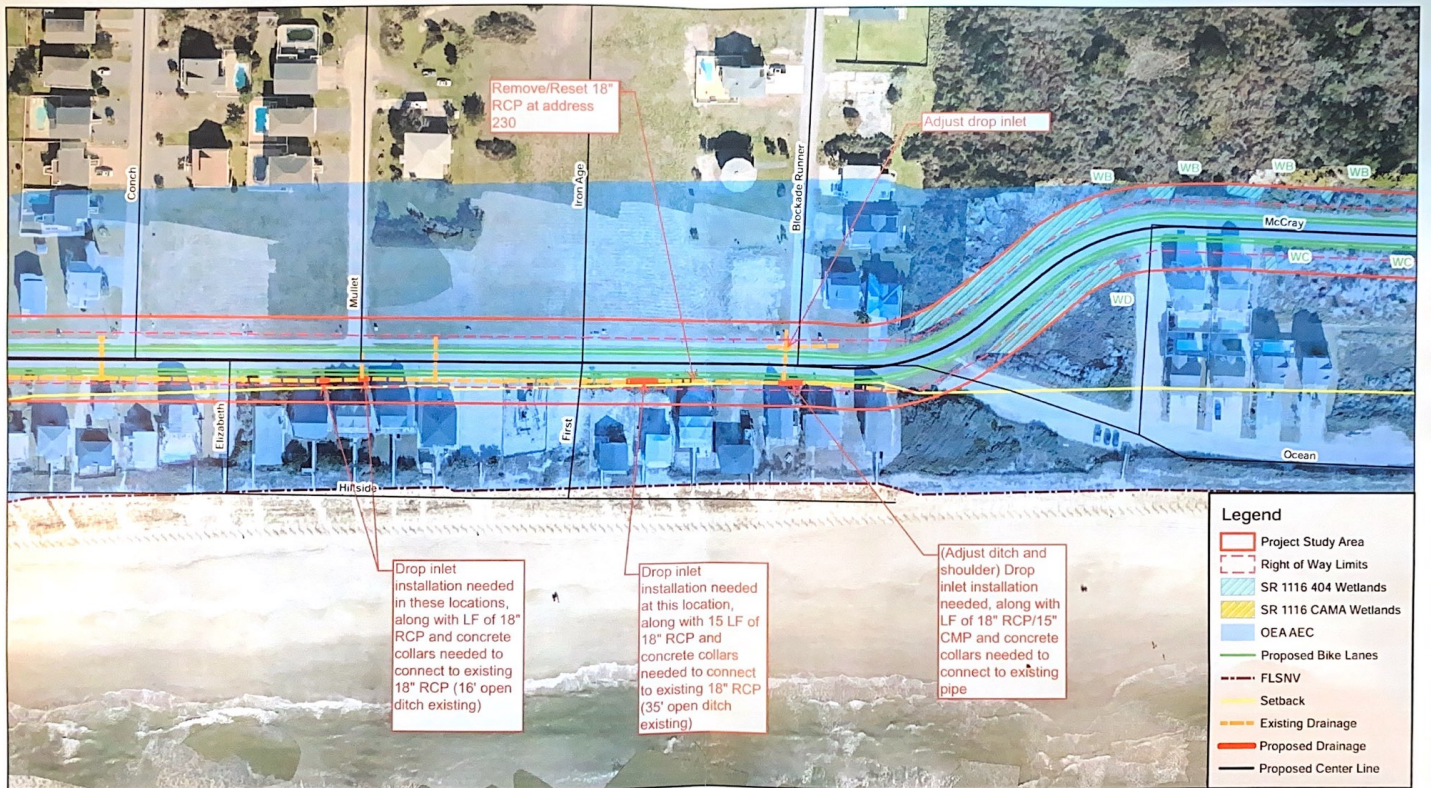 Remove/Reset 18"
RCP at address
230
Adjust drop inlet
Conch
Mullet
Iron Age
Blockade Runner
WB
WB
WB
WB
McCray
WC
WC
WD
Elizabeth
First
Hillside
Ocean
Drop inlet
installation needed
in these locations,
along with LF of 18"
RCP and concrete
collars needed to
connect to existing
18" RCP (16' open
ditch existing)
Drop inlet
installation needed
at this location,
along with 15 LF of
18" RCP and
concrete collars
needed to connect
to existing 18" RCP
(35' open ditch
existing)
(Adjust ditch and
shoulder) Drop
inlet installation
needed, along with
LF of 18" RCP/15"
CMP and concrete
collars needed to
connect to existing
pipe
Legend
Project Study Area
Right of Way Limits
SR 1116 404 Wetlands
SR 1116 CAMA Wetlands
OEA AEC
Proposed Bike Lanes
FLSNV
Setback
Existing Drainage
Proposed Drainage
Proposed Center Line